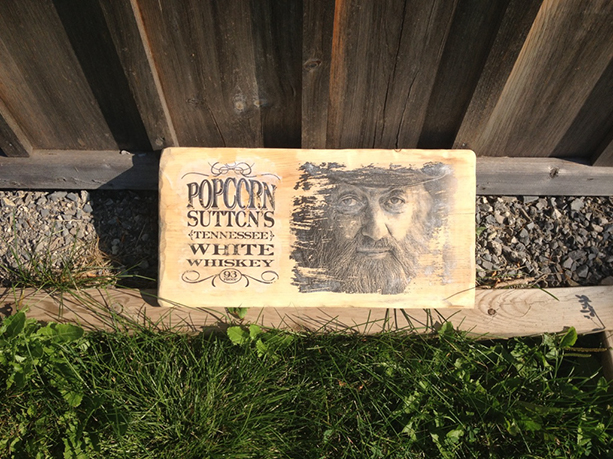 POPCORN
SUTTON'S
{TENNESSEE}
WHITE
WHISKEY
93